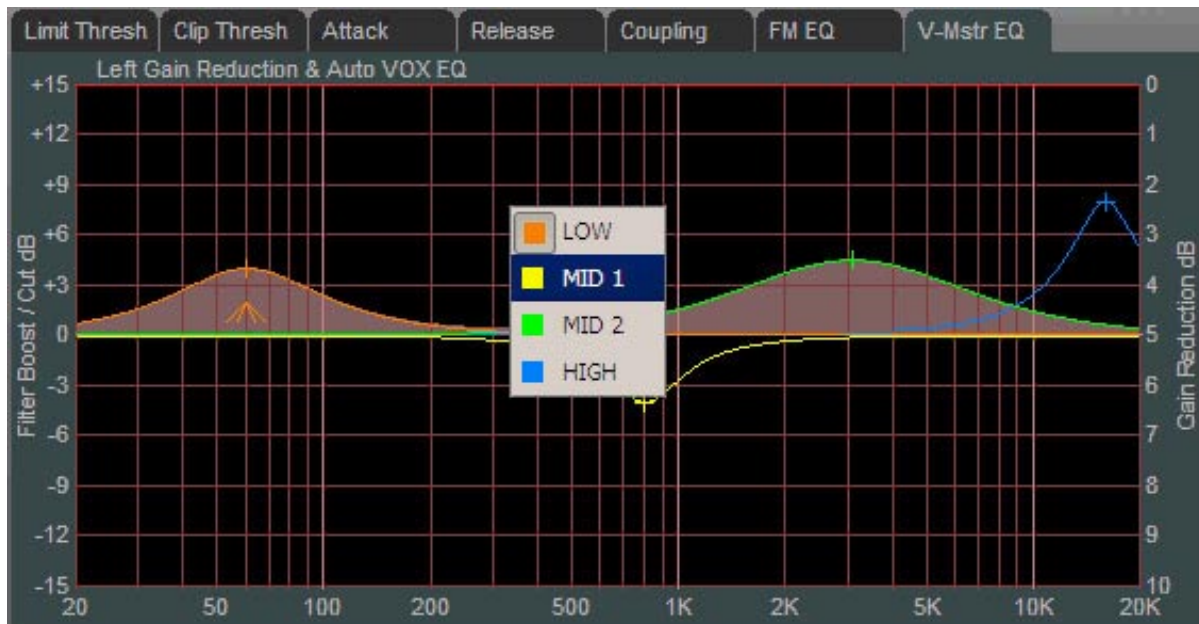 Limit Thresh Clip Thresh Attack Release Coupling FM EQ V-Mstr EQ
Left Gain Reduction & Auto VOX EQ
Filter Boost / Cut dB
+15
+12
+9
+6
+3
0
-3
-6
-9
-12
-15
LOW
MID 1
MID 2
HIGH
0
1
2
3
4
5
6
7
8
9
10
Gain Reduction dB
20 50 100 200 500 1K 2K 5K 10K 20K